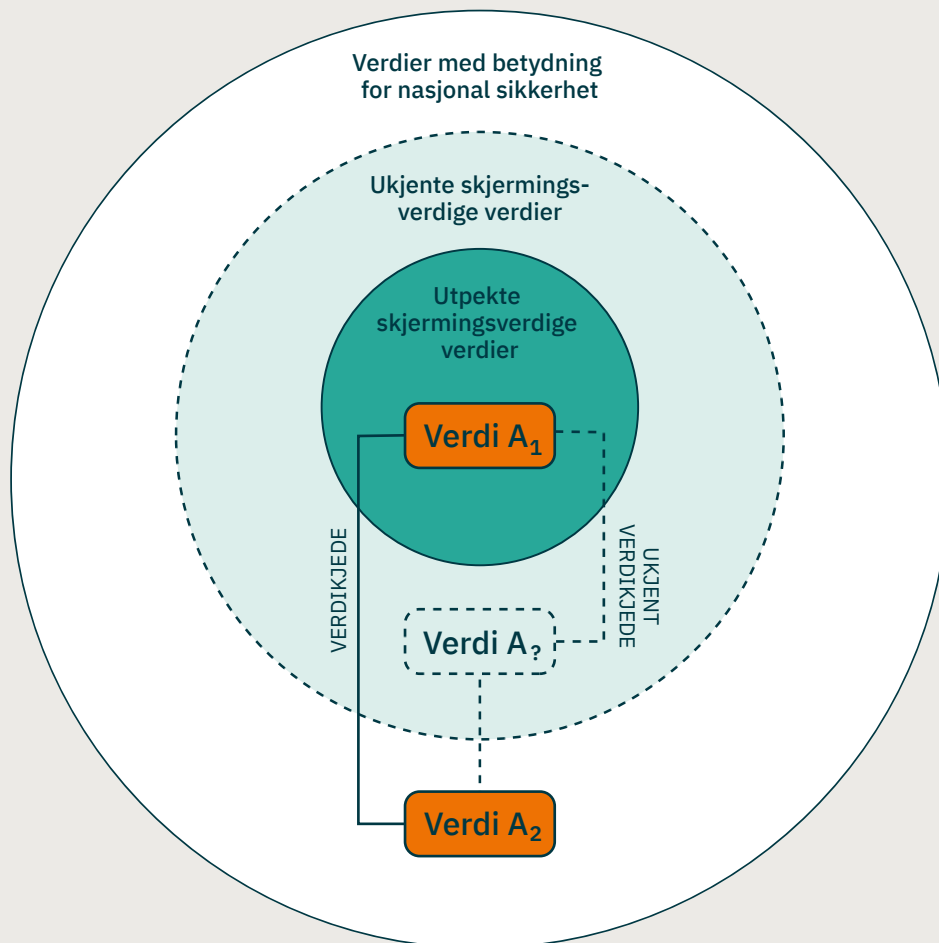 Verdier med betydning
for nasjonal sikkerhet
Ukjente skjermings-
verdige verdier
Utpekte
skjermingsverdige
verdier
Verdi A₁
VERDIKJEDE
UKJENT
VERDIKJEDE
Verdi A?
Verdi A₂